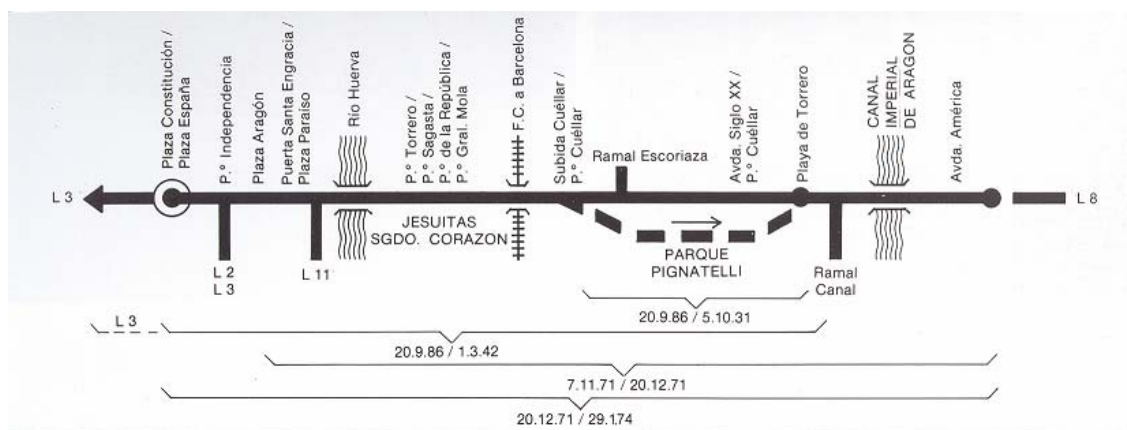 Plaza Constitución /
Plaza España
P.º Independencia
Plaza Aragón
Puerta Santa Engracia /
Plaza Paraiso
Río Huerva
P.º Torrero /
P.º Sagasta /
P.º de la República /
P.º Gral. Mola
F.C. a Barcelona
Subida Cuéllar /
P.º Cuéllar
Ramal Escoriaza
Avda. Siglo XX /
P.º Cuéllar
Playa de Torrero
CANAL
IMPERIAL
DE ARAGON
Avda. América
L 3
L 8
JESUITAS
SGDO. CORAZON
PARQUE
PIGNATELLI
L 2
L 3
L 11
Ramal
Canal
20.9.86 / 5.10.31
L 3
20.9.86 / 1.3.42
7.11.71 / 20.12.71
20.12.71 / 29.1.74